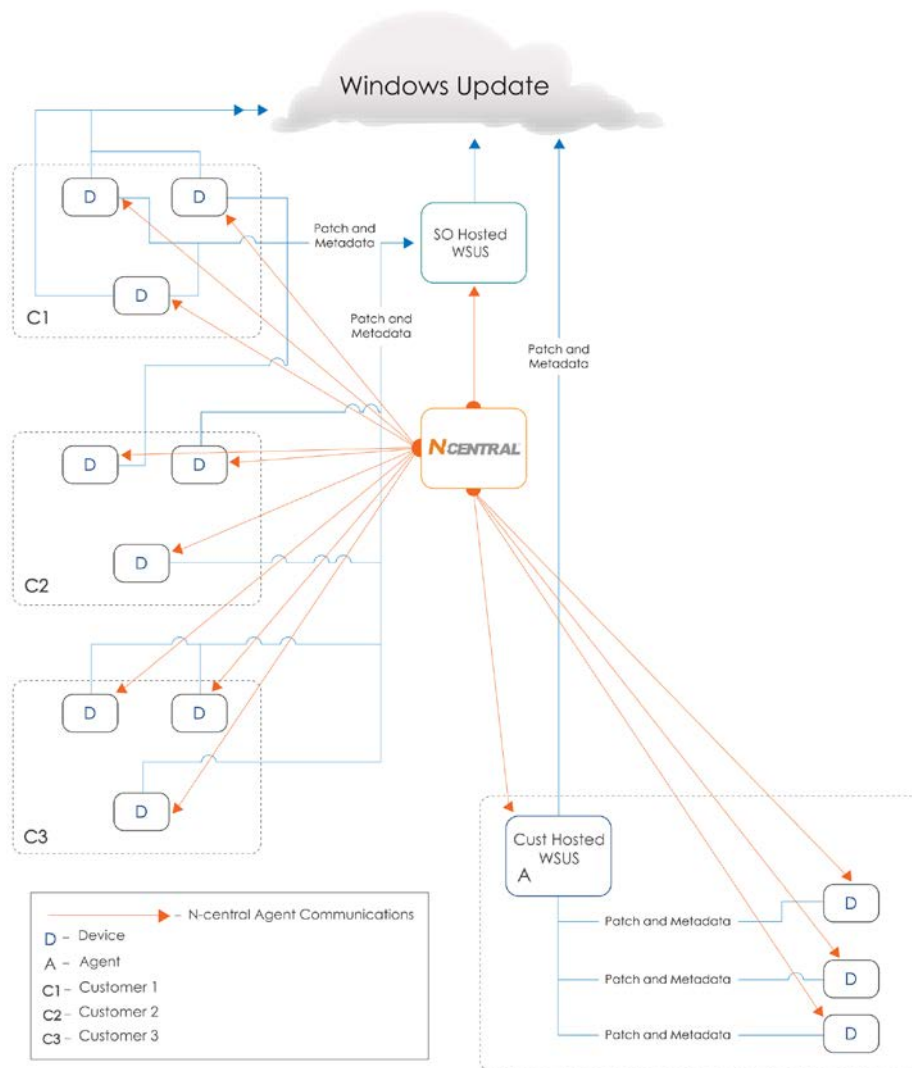 Windows Update
D
D
Patch and
Metadata
SO Hosted
WSUS
D
C1
Patch and
Metadata
Patch and
Metadata
N CENTRAL
D
D
D
C2
D
D
D
C3
Cust Hosted
WSUS
A
Patch and Metadata
D
Patch and Metadata
D
Patch and Metadata
D
– N-central Agent Communications
D – Device
A – Agent
C1 – Customer 1
C2 – Customer 2
C3 – Customer 3